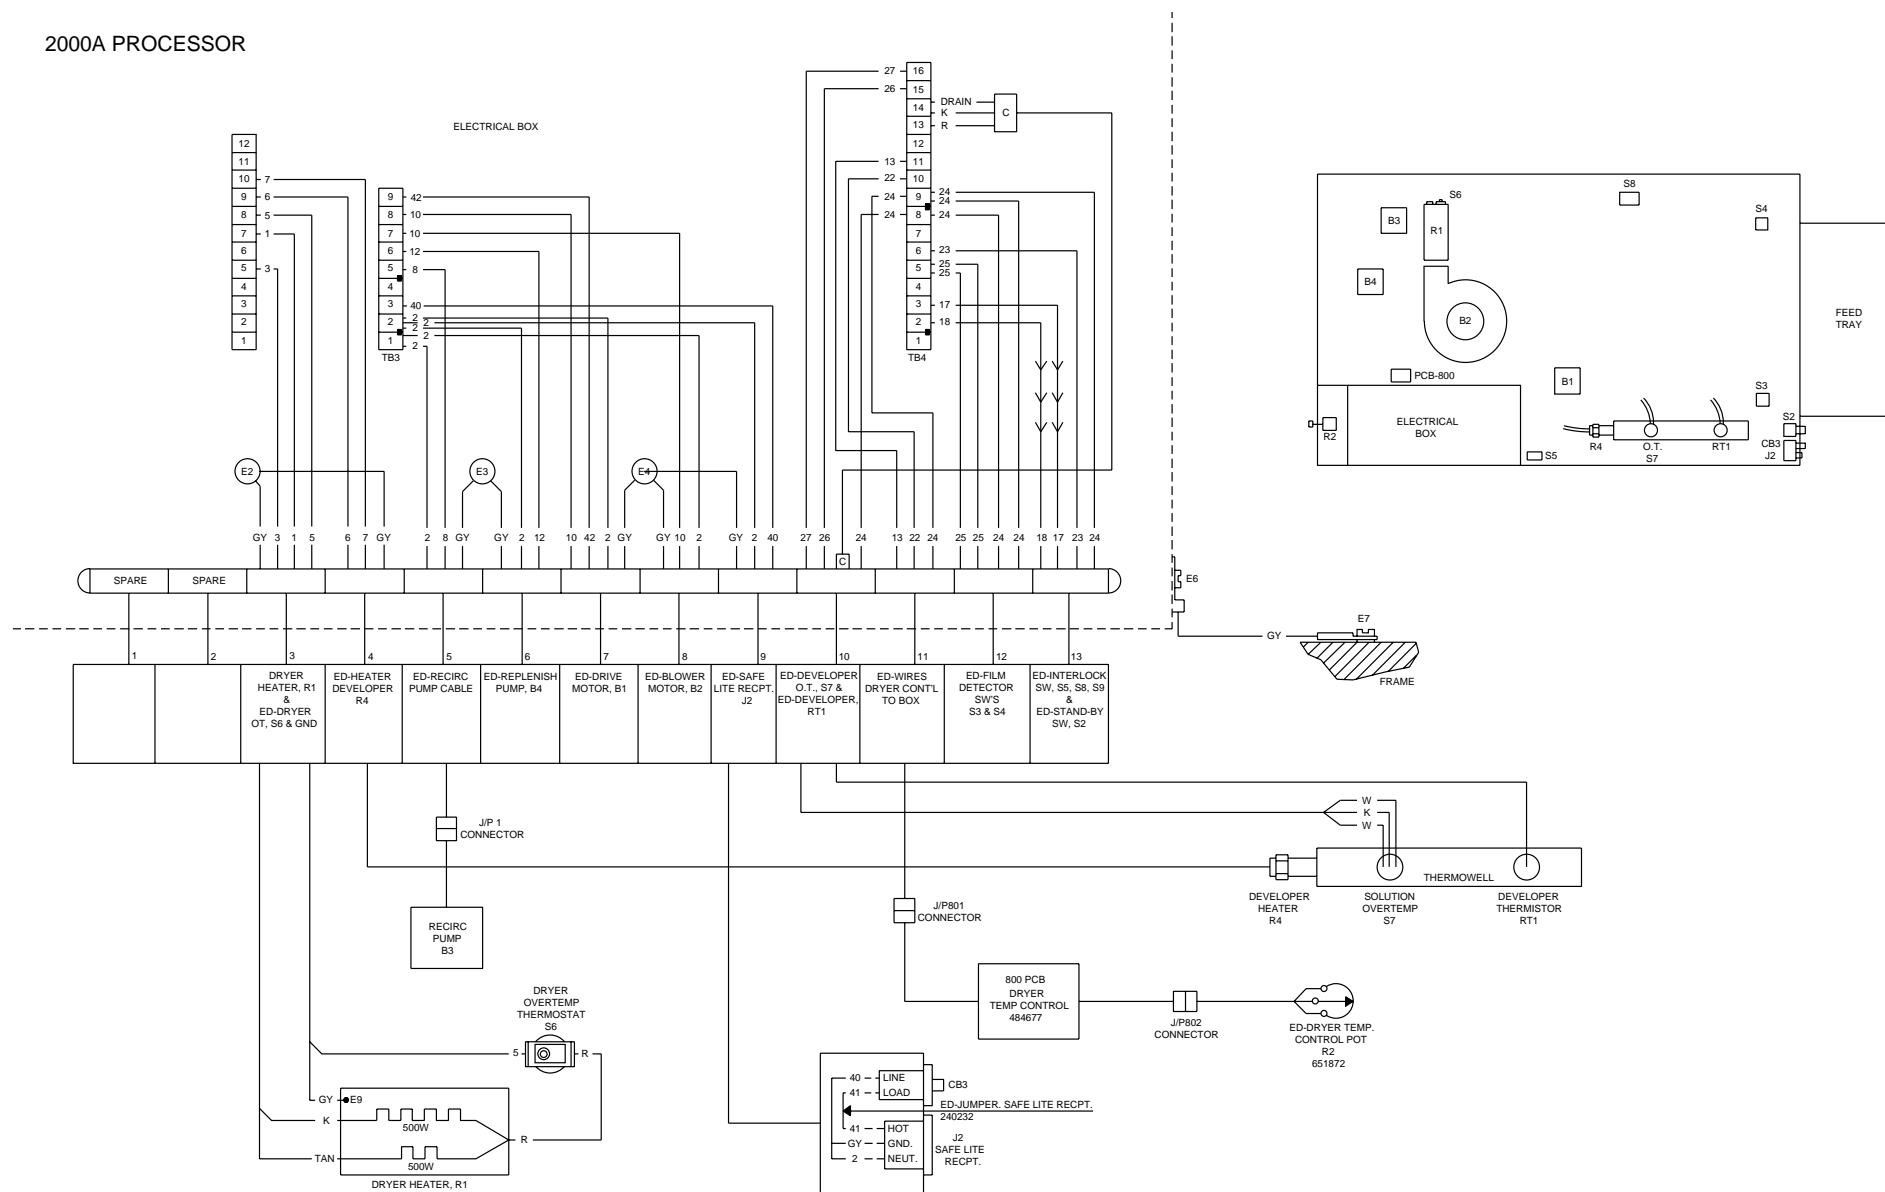 2000A PROCESSOR
ELECTRICAL BOX
12
11
10 7
9 6
8 5
7 1
6
5 3
4
3
2
1
9 42
8 10
7 10
6 12
5 8
4
3 40
2
2 2
2
1 2
2
TB3
27 16
26 15
14 DRAIN
K
13 R
C
12
13 11
22 10
24 9 24
24
24 8 24
7
6 23
5 25
25
4
3 17
2 18
1
TB4
E2
E3
E4
GY 3 1 5 6 7 GY 2 8 GY GY 2 12 10 42 2 GY GY 10 2 GY 2 40 27 26 24 13 22 24 25 25 24 24 18 17 23 24
C
SPARE
SPARE
1 2 3 4 5 6 7 8 9 10 11 12 13
DRYER
HEATER, R1
&
ED-DRYER
OT, S6 & GND
ED-HEATER
DEVELOPER
R4
ED-RECIRC
PUMP CABLE
ED-REPLENISH
PUMP, B4
ED-DRIVE
MOTOR, B1
ED-BLOWER
MOTOR, B2
ED-SAFE
LITE RECPT.
J2
ED-DEVELOPER
O.T., S7 &
ED-DEVELOPER,
RT1
ED-WIRES
DRYER CONT'L
TO BOX
ED-FILM
DETECTOR
SW'S
S3 & S4
ED-INTERLOCK
SW, S5, S8, S9
&
ED-STAND-BY
SW, S2
E6
GY
E7
FRAME
S6
S8
S4
B3
R1
B4
B2
FEED
TRAY
PCB-800
B1
S3
ELECTRICAL
BOX
R2
R4
O.T.
S7
RT1
S2
CB3
J2
S5
J/P 1
CONNECTOR
RECIRC
PUMP
B3
W
K
W
THERMOWELL
DEVELOPER
HEATER
R4
SOLUTION
OVERTEMP
S7
DEVELOPER
THERMISTOR
RT1
J/P801
CONNECTOR
800 PCB
DRYER
TEMP CONTROL
484677
J/P802
CONNECTOR
ED-DRYER TEMP.
CONTROL POT
R2
651872
DRYER
OVERTEMP
THERMOSTAT
S6
5 R
GY E9
K
500W
R
TAN
500W
DRYER HEATER, R1
40 LINE
41 LOAD
CB3
ED-JUMPER. SAFE LITE RECPT.
240232
41 HOT
GY GND.
2 NEUT.
J2
SAFE LITE
RECPT.